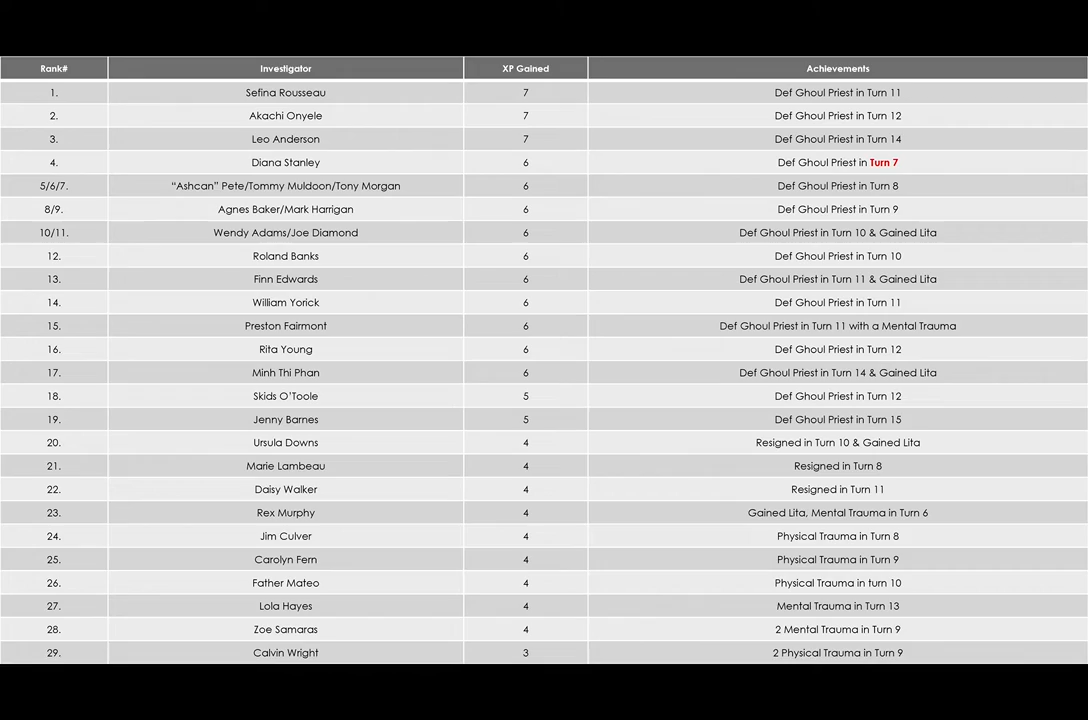 Rank# Investigator XP Gained Achievements
1. Sefina Rousseau 7 Def Ghoul Priest in Turn 11
2. Akachi Onyele 7 Def Ghoul Priest in Turn 12
3. Leo Anderson 7 Def Ghoul Priest in Turn 14
4. Diana Stanley 6 Def Ghoul Priest in Turn 7
5/6/7. “Ashcan” Pete/Tommy Muldoon/Tony Morgan 6 Def Ghoul Priest in Turn 8
8/9. Agnes Baker/Mark Harrigan 6 Def Ghoul Priest in Turn 9
10/11. Wendy Adams/Joe Diamond 6 Def Ghoul Priest in Turn 10 & Gained Lita
12. Roland Banks 6 Def Ghoul Priest in Turn 10
13. Finn Edwards 6 Def Ghoul Priest in Turn 11 & Gained Lita
14. William Yorick 6 Def Ghoul Priest in Turn 11
15. Preston Fairmont 6 Def Ghoul Priest in Turn 11 with a Mental Trauma
16. Rita Young 6 Def Ghoul Priest in Turn 12
17. Minh Thi Phan 6 Def Ghoul Priest in Turn 14 & Gained Lita
18. Skids O’Toole 5 Def Ghoul Priest in Turn 12
19. Jenny Barnes 5 Def Ghoul Priest in Turn 15
20. Ursula Downs 4 Resigned in Turn 10 & Gained Lita
21. Marie Lambeau 4 Resigned in Turn 8
22. Daisy Walker 4 Resigned in Turn 11
23. Rex Murphy 4 Gained Lita, Mental Trauma in Turn 6
24. Jim Culver 4 Physical Trauma in Turn 8
25. Carolyn Fern 4 Physical Trauma in Turn 9
26. Father Mateo 4 Physical Trauma in turn 10
27. Lola Hayes 4 Mental Trauma in Turn 13
28. Zoe Samaras 4 2 Mental Trauma in Turn 9
29. Calvin Wright 3 2 Physical Trauma in Turn 9